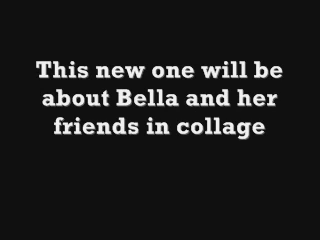 This new one will be
about Bella and her
friends in collage